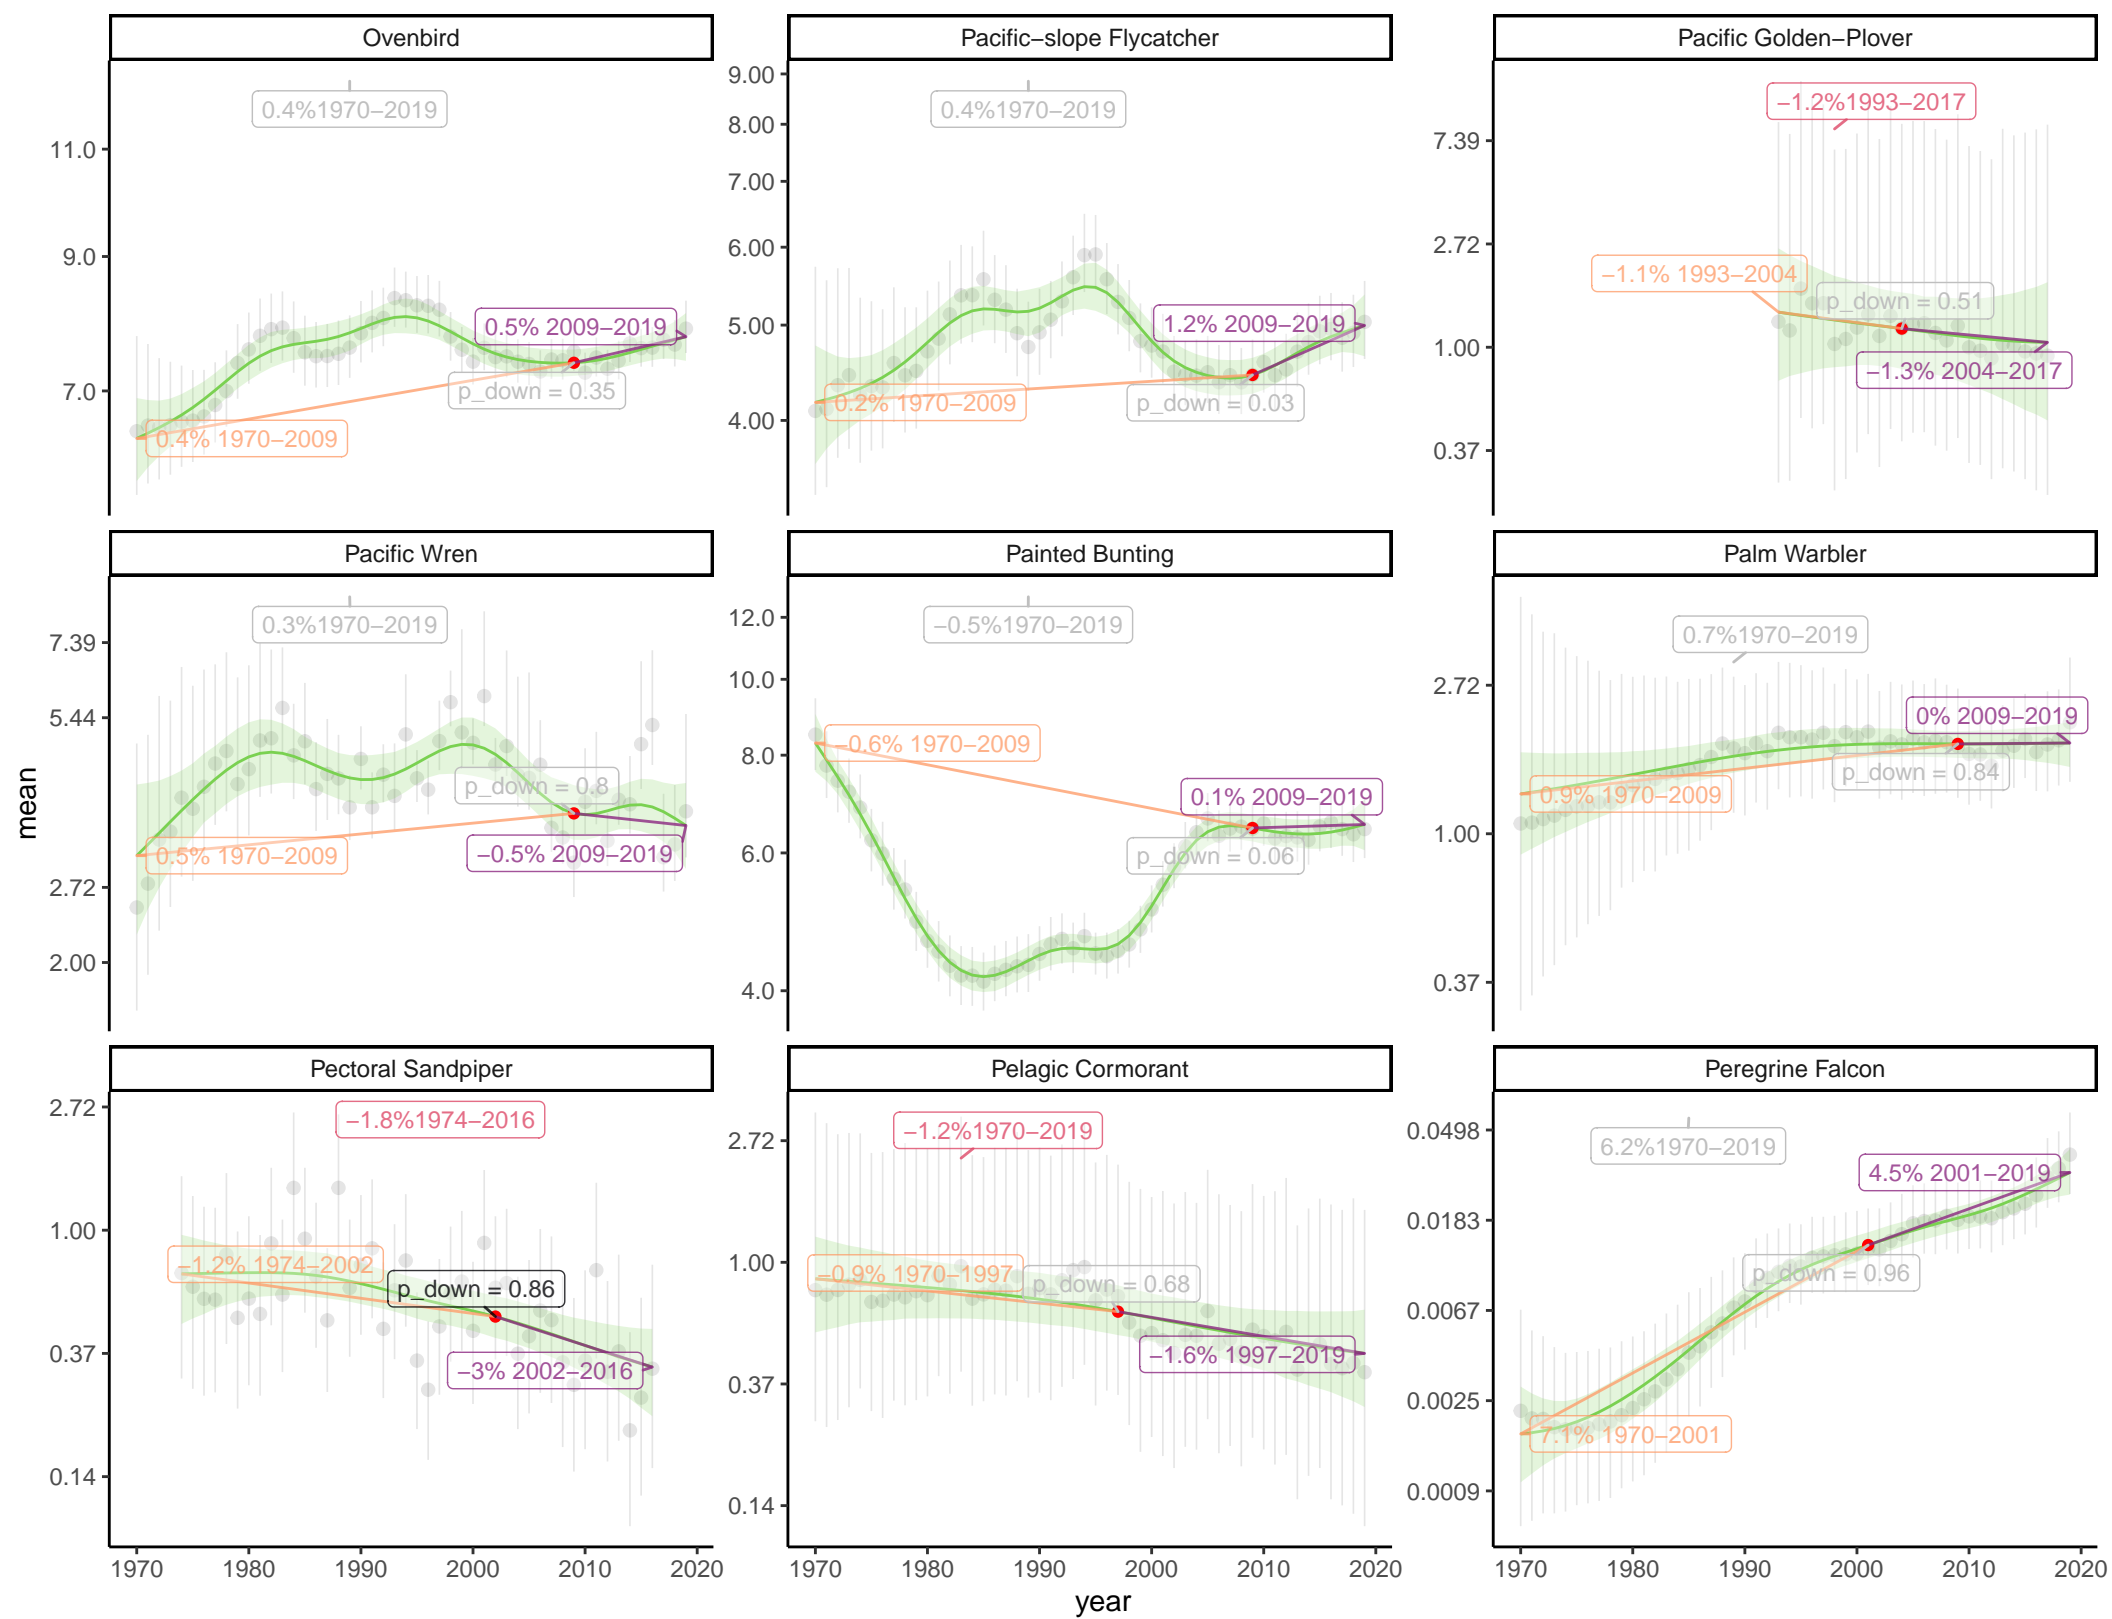 Ovenbird
Pacific–slope Flycatcher
Pacific Golden–Plover
0.4%1970–2019
11.0
9.0
7.0
0.5% 2009–2019
p_down = 0.35
0.4% 1970–2009
9.00
8.00
7.00
6.00
5.00
4.00
0.4%1970–2019
1.2% 2009–2019
0.2% 1970–2009
p_down = 0.03
7.39
2.72
1.00
0.37
–1.2%1993–2017
–1.1% 1993–2004
p_down = 0.51
–1.3% 2004–2017
Pacific Wren
Painted Bunting
Palm Warbler
mean
7.39
5.44
2.72
2.00
0.3%1970–2019
p_down = 0.8
0.5% 1970–2009
–0.5% 2009–2019
12.0
10.0
8.0
6.0
4.0
–0.5%1970–2019
–0.6% 1970–2009
0.1% 2009–2019
p_down = 0.06
2.72
1.00
0.37
0.7%1970–2019
0% 2009–2019
p_down = 0.84
0.9% 1970–2009
Pectoral Sandpiper
Pelagic Cormorant
Peregrine Falcon
2.72
1.00
0.37
0.14
–1.8%1974–2016
–1.2% 1974–2002
p_down = 0.86
–3% 2002–2016
2.72
1.00
0.37
0.14
–1.2%1970–2019
–0.9% 1970–1997
p_down = 0.68
–1.6% 1997–2019
0.0498
0.0183
0.0067
0.0025
0.0009
6.2%1970–2019
4.5% 2001–2019
p_down = 0.96
7.1% 1970–2001
1970 1980 1990 2000 2010 2020
1970 1980 1990 2000 2010 2020
1970 1980 1990 2000 2010 2020
year